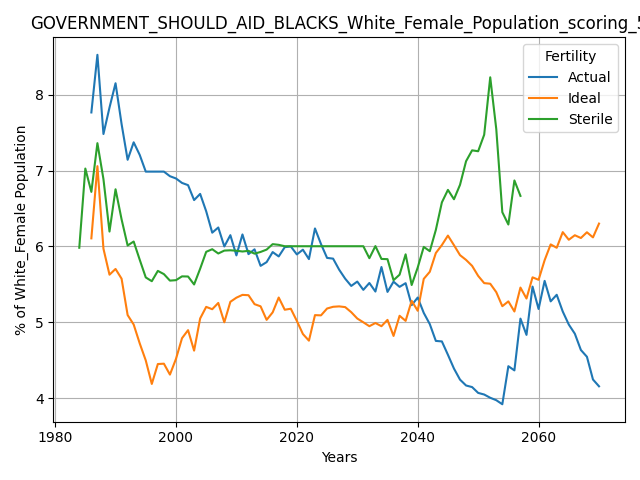 GOVERNMENT_SHOULD_AID_BLACKS_White_Female_Population_scoring_5
Fertility
Actual
Ideal
Sterile
% of White_Female Population
8
7
6
5
4
1980 2000 2020 2040 2060
Years